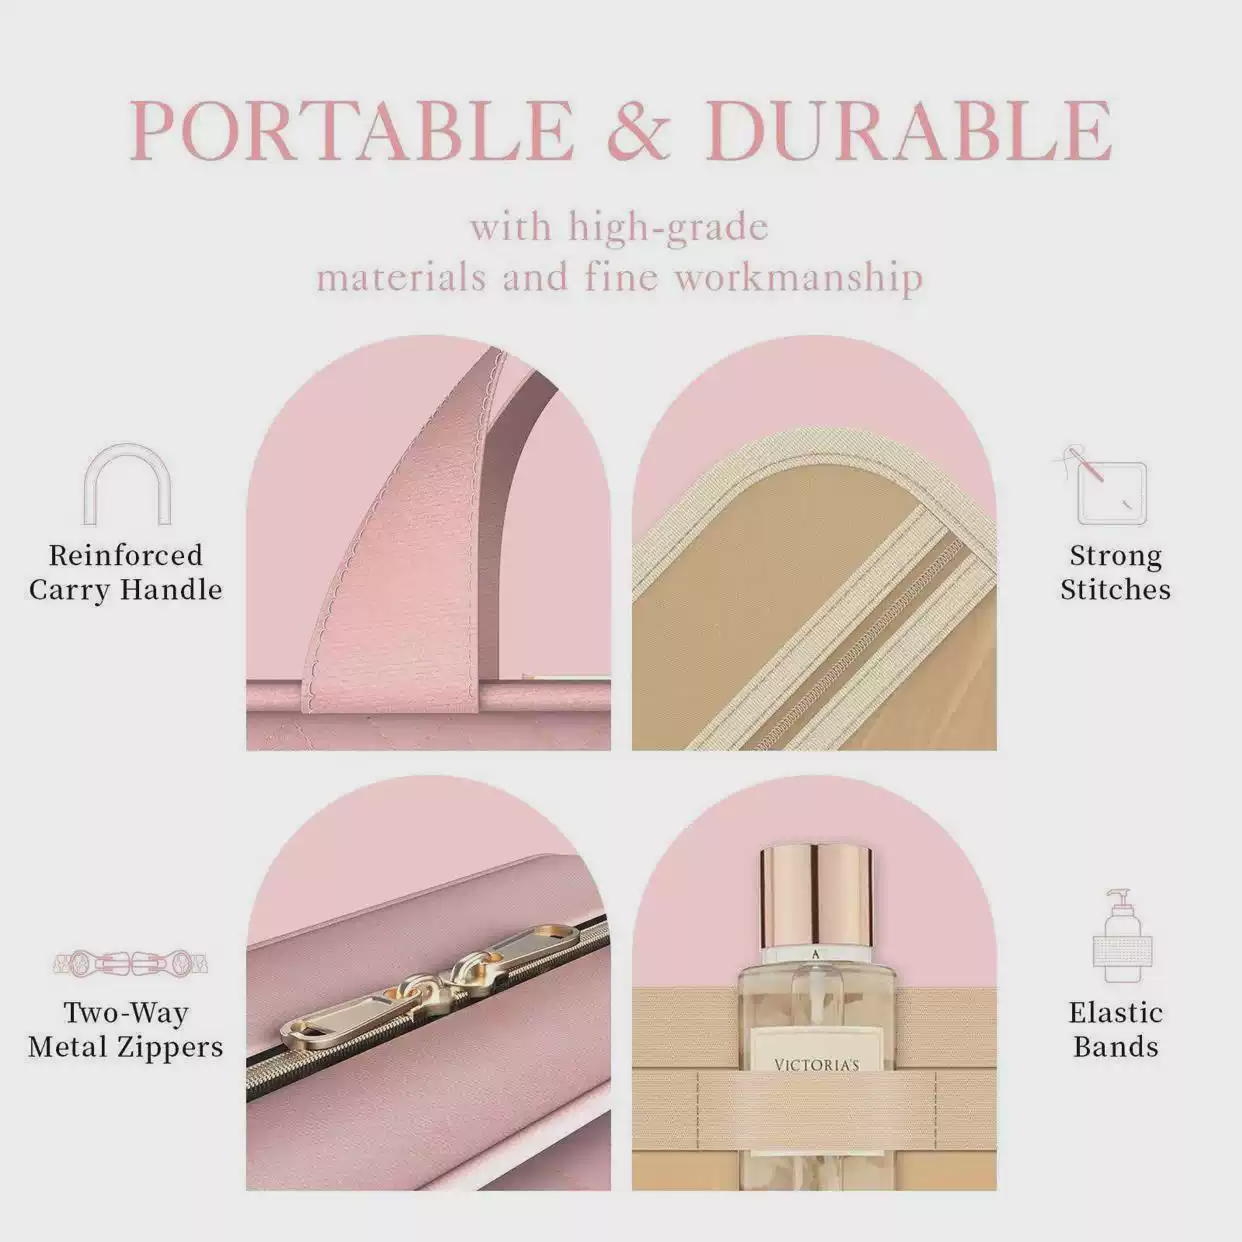 PORTABLE & DURABLE
with high-grade
materials and fine workmanship
Reinforced
Carry Handle
Strong
Stitches
Two-Way
Metal Zippers
A
VICTORIA'S
Elastic
Bands